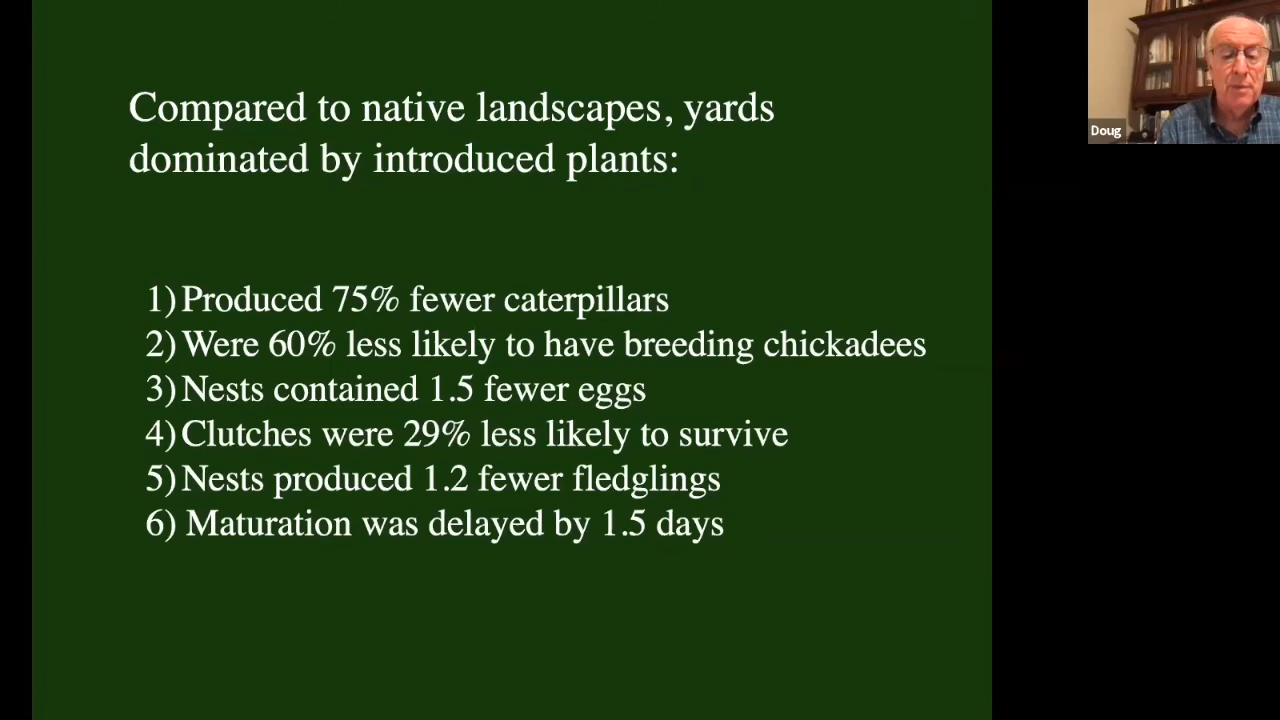 Compared to native landscapes, yards
dominated by introduced plants:
1) Produced 75% fewer caterpillars
2) Were 60% less likely to have breeding chickadees
3) Nests contained 1.5 fewer eggs
4) Clutches were 29% less likely to survive
5) Nests produced 1.2 fewer fledglings
6) Maturation was delayed by 1.5 days
Doug